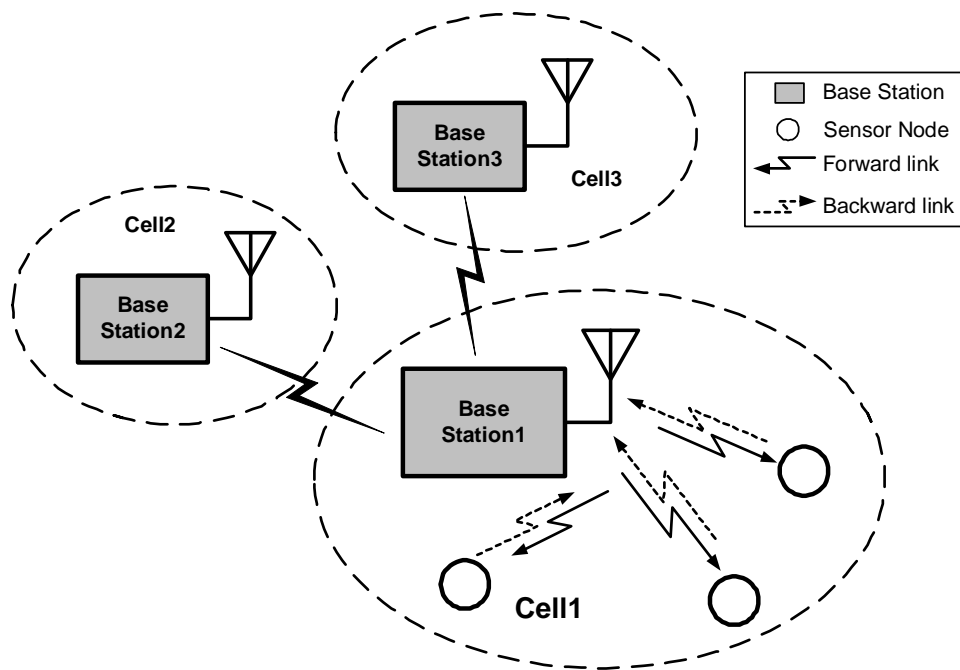 Base
Station3
Cell3
Base Station
Sensor Node
Forward link
Backward link
Cell2
Base
Station2
Base
Station1
Cell1